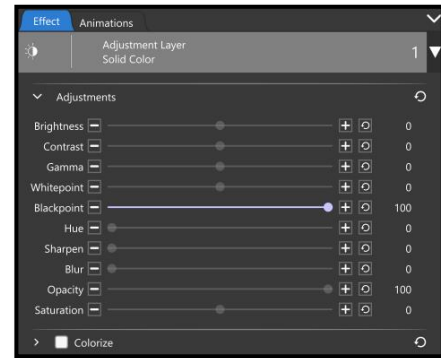 Effect Animations
Adjustment Layer
Solid Color
1
Adjustments
Brightness 0
Contrast 0
Gamma 0
Whitepoint 0
Blackpoint 100
Hue 0
Sharpen 0
Blur 0
Opacity 100
Saturation 0
Colorize